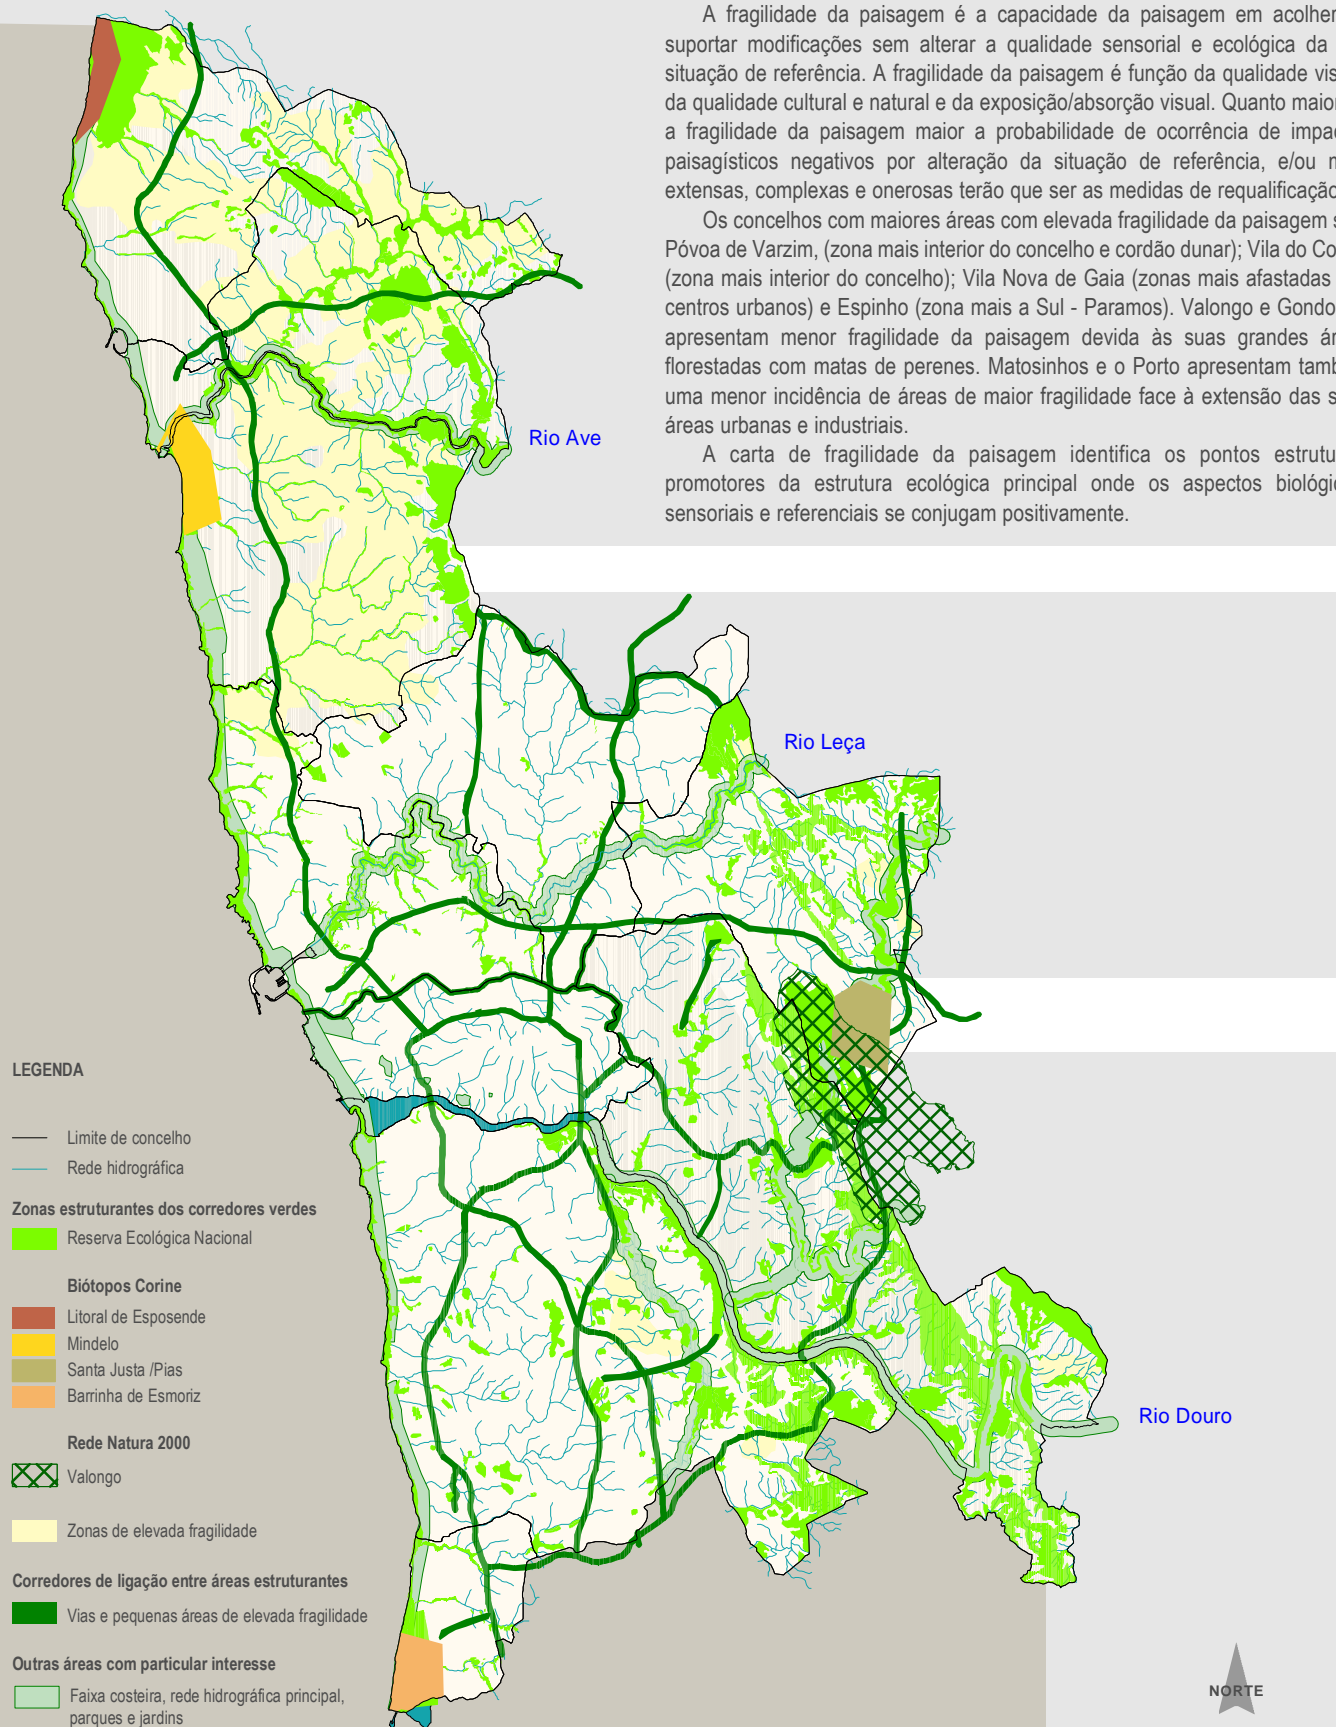 A fragilidade da paisagem é a capacidade da paisagem em acolher
suportar modificações sem alterar a qualidade sensorial e ecológica da
situação de referência. A fragilidade da paisagem é função da qualidade vis
da qualidade cultural e natural e da exposição/absorção visual. Quanto maior
a fragilidade da paisagem maior a probabilidade de ocorrência de impa
paisagísticos negativos por alteração da situação de referência, e/ou m
extensas, complexas e onerosas terão que ser as medidas de requalificação
Os concelhos com maiores áreas com elevada fragilidade da paisagem s
Póvoa de Varzim, (zona mais interior do concelho e cordão dunar); Vila do Co
(zona mais interior do concelho); Vila Nova de Gaia (zonas mais afastadas
centros urbanos) e Espinho (zona mais a Sul - Paramos). Valongo e Gondo
apresentam menor fragilidade da paisagem devida às suas grandes ár
florestadas com matas de perenes. Matosinhos e o Porto apresentam tamb
uma menor incidência de áreas de maior fragilidade face à extensão das s
áreas urbanas e industriais.
A carta de fragilidade da paisagem identifica os pontos estrutu
promotores da estrutura ecológica principal onde os aspectos biológic
sensoriais e referenciais se conjugam positivamente.
Rio Ave
Rio Leça
Rio Douro
LEGENDA
Limite de concelho
Rede hidrográfica
Zonas estruturantes dos corredores verdes
Reserva Ecológica Nacional
Biótopos Corine
Litoral de Esposende
Mindelo
Santa Justa /Pias
Barrinha de Esmoriz
Rede Natura 2000
Valongo
Zonas de elevada fragilidade
Corredores de ligação entre áreas estruturantes
Vias e pequenas áreas de elevada fragilidade
Outras áreas com particular interesse
Faixa costeira, rede hidrográfica principal,
parques e jardins
NORTE